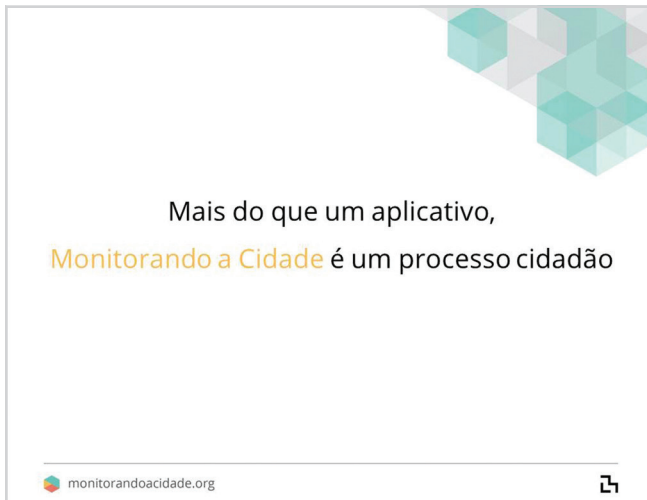 Mais do que um aplicativo,
Monitorando a Cidade é um processo cidadão
monitorandoacidade.org